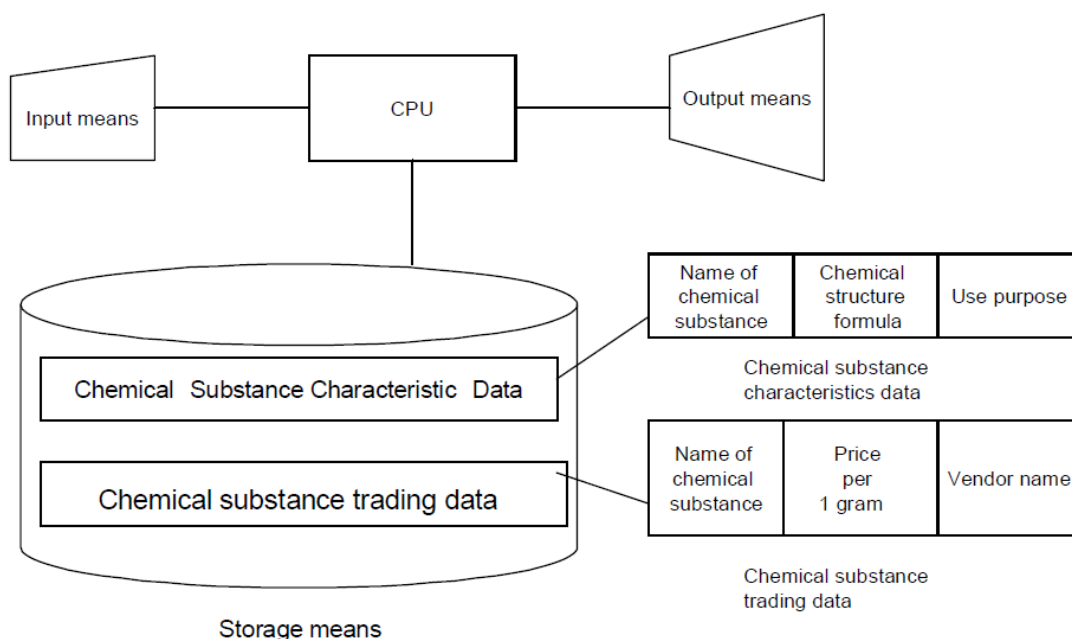 Input means
CPU
Output means
Name of
chemical
substance
Chemical
structure
formula
Use purpose
Chemical substance
characteristics data
Chemical Substance Characteristic Data
Name of
chemical
substance
Price
per
1 gram
Vendor name
Chemical substance trading data
Chemical substance
trading data
Storage means